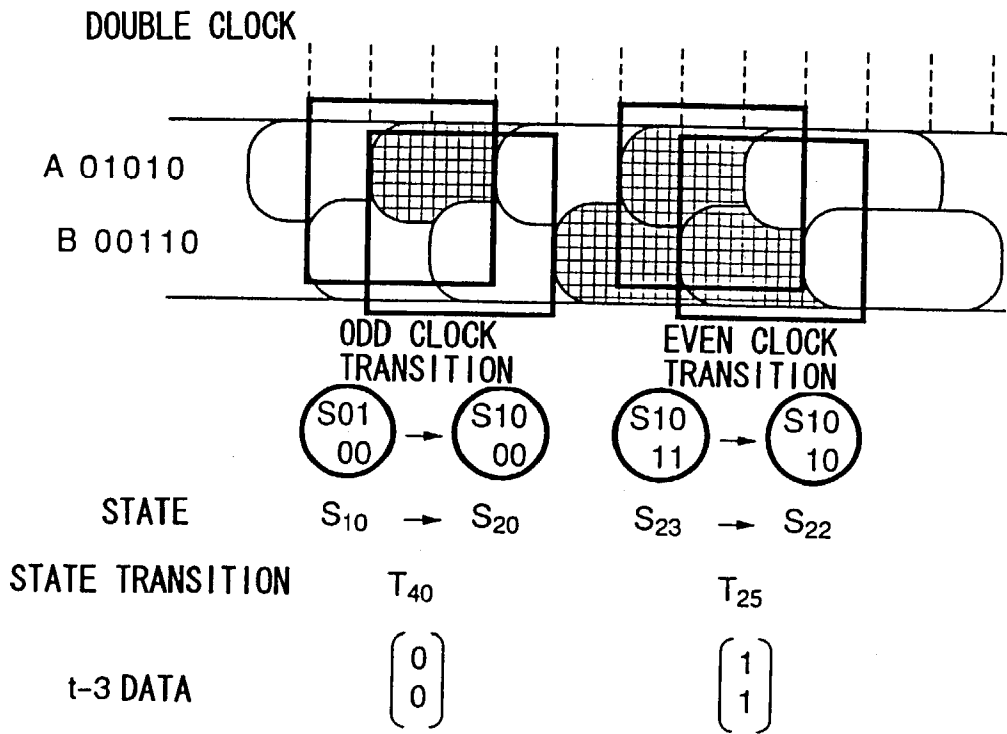 DOUBLE CLOCK
A 01010
B 00110
ODD CLOCK TRANSITION
EVEN CLOCK TRANSITION
S01 00 → S10 00
S10 11 → S10 10
STATE S₁₀ → S₂₀ S₂₃ → S₂₂
STATE TRANSITION T₄₀ T₂₅
t-3 DATA (0 0) (1 1)